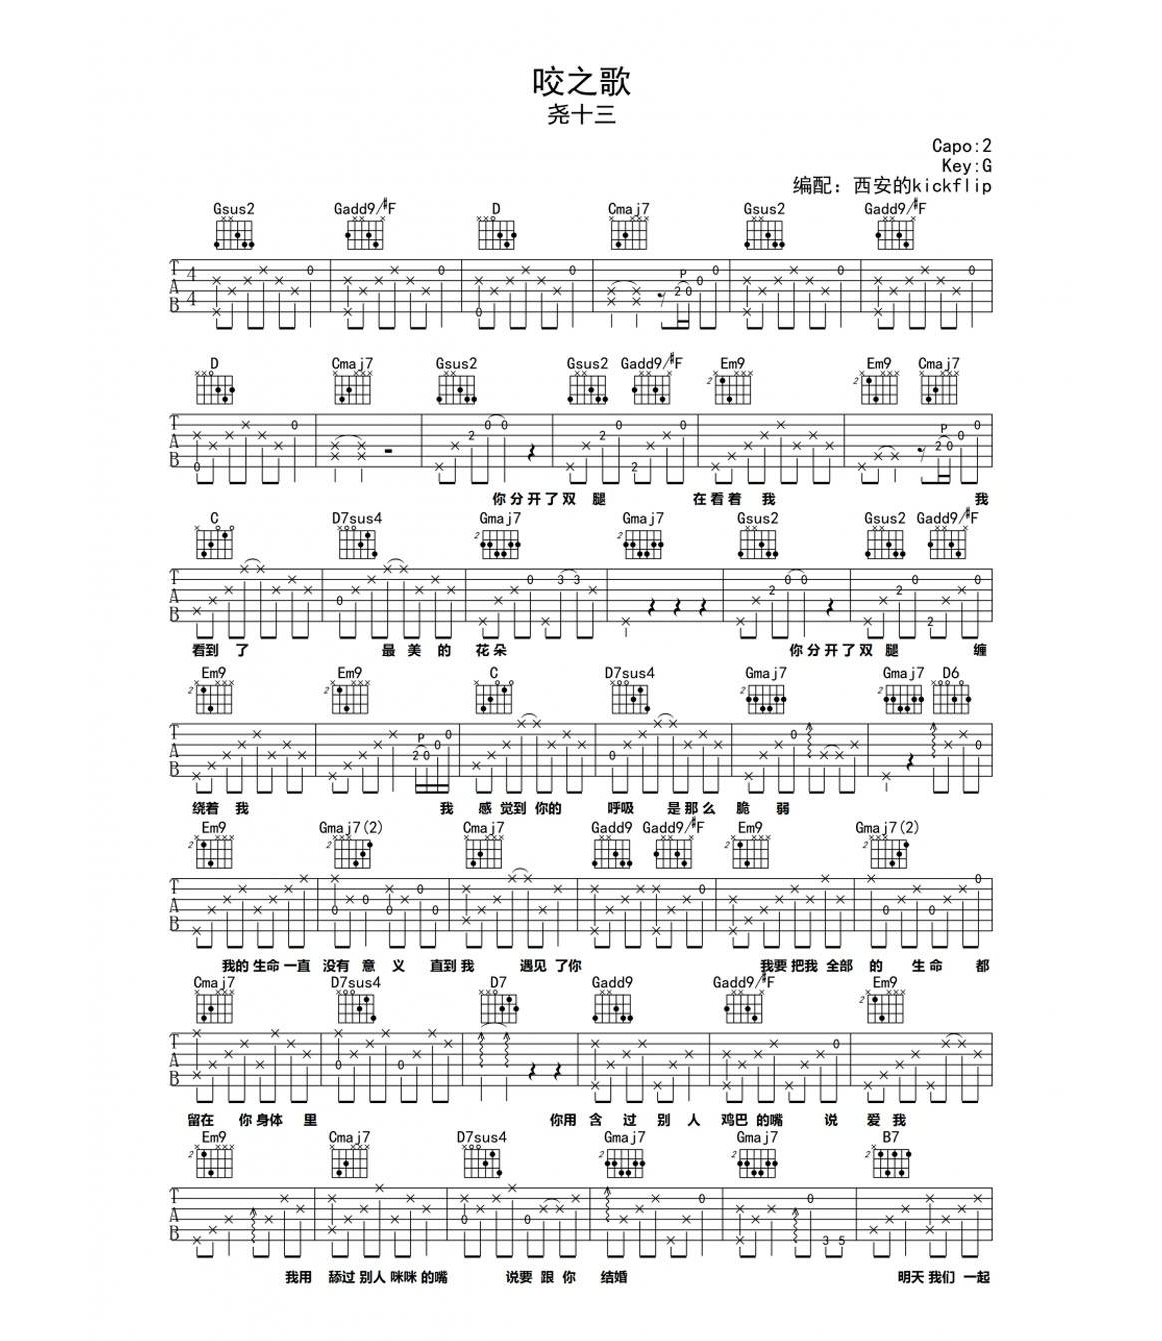 咬之歌
尧十三
Capo:2
Key:G
编配：西安的kickflip
Gsus2 Gadd9/#F D Cmaj7 Gsus2 Gadd9/#F
D Cmaj7 Gsus2 Gsus2 Gadd9/#F Em9 Em9 Cmaj7
你分开了双腿 在看着 我 我
C D7sus4 Gmaj7 Gmaj7 Gsus2 Gsus2 Gadd9/#F
看到 了 最 美 的 花朵 你分开了双腿 缠
Em9 Em9 C D7sus4 Gmaj7 Gmaj7 D6
绕着 我 我 感 觉到 你的 呼吸 是那么 脆 弱
Em9 Gmaj7(2) Cmaj7 Gadd9 Gadd9/#F Em9 Gmaj7(2)
我的 生命 一直 没有 意 义 直到 我 遇见 了你 我要 把我 全部 的 生 命 都
Cmaj7 D7sus4 D7 Gadd9 Gadd9/#F Em9
留在 你 身体 里 你用 含 过 别 人 鸡巴 的嘴 说 爱 我
Em9 Cmaj7 D7sus4 Gmaj7 Gmaj7 B7
我用 舔过 别人 咪咪 的嘴 说要 跟 你 结婚 明天 我们 一起